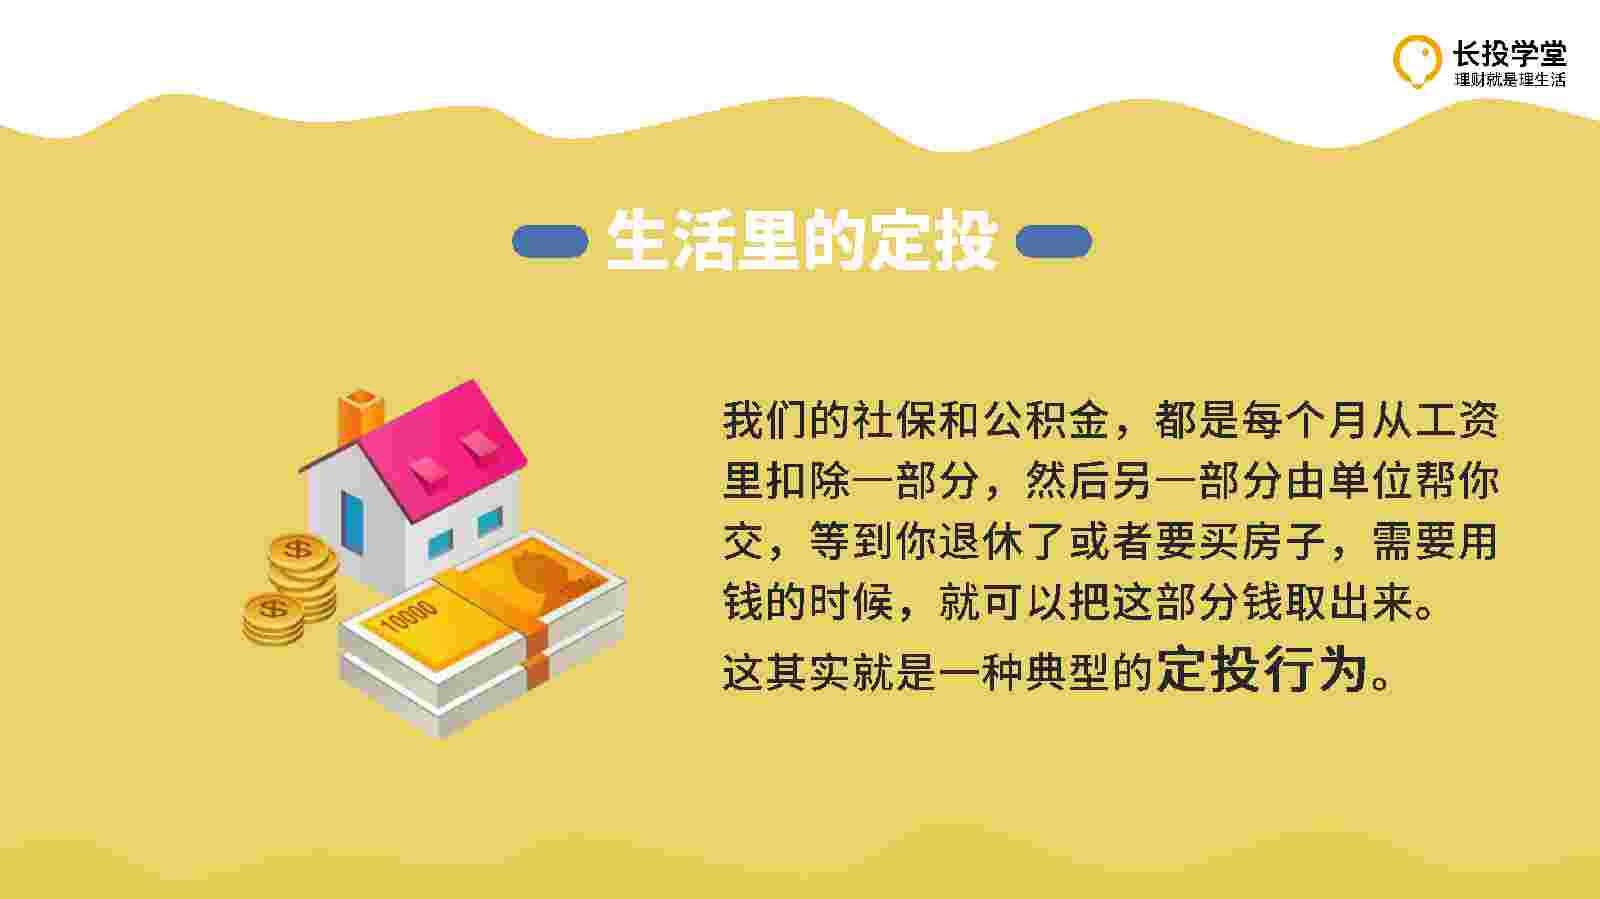 长投学堂
理财就是理生活
生活里的定投
我们的社保和公积金，都是每个月从工资
里扣除一部分，然后另一部分由单位帮你
交，等到你退休了或者要买房子，需要用
钱的时候，就可以把这部分钱取出来。
这其实就是一种典型的定投行为。
10000